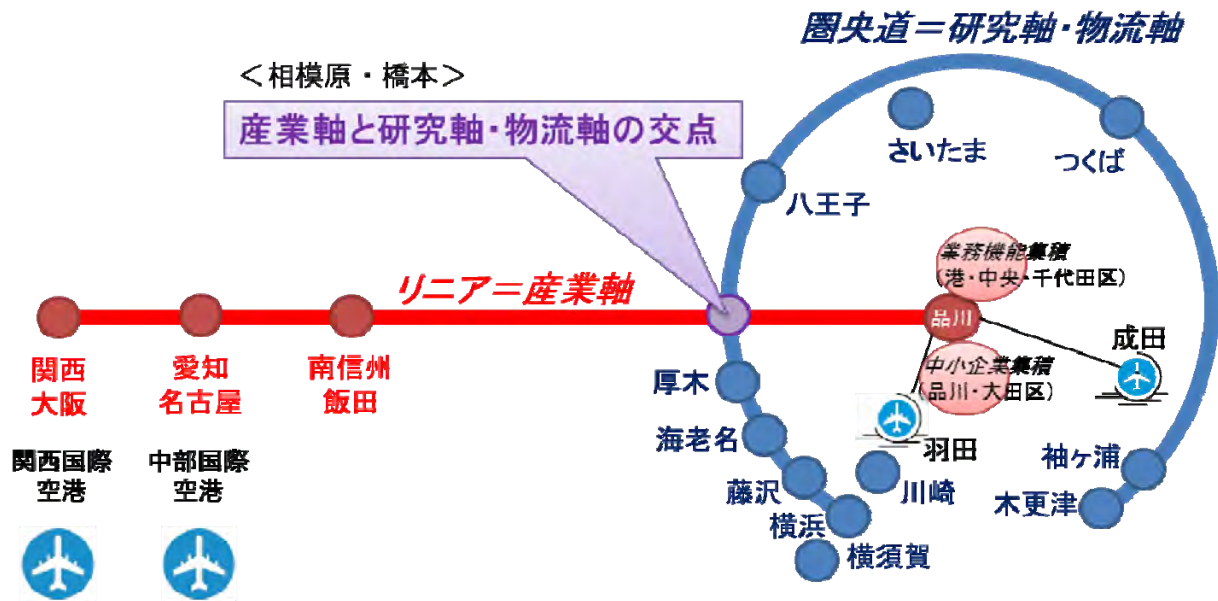 圏央道＝研究軸・物流軸
＜相模原・橋本＞
産業軸と研究軸・物流軸の交点
さいたま
つくば
八王子
業務機能集積
(港・中央・千代田区)
リニア＝産業軸
品川
成田
中小企業集積
(品川・大田区)
関西
大阪
愛知
名古屋
南信州
飯田
厚木
海老名
藤沢
横浜
横須賀
羽田
川崎
袖ヶ浦
木更津
関西国際
空港
中部国際
空港